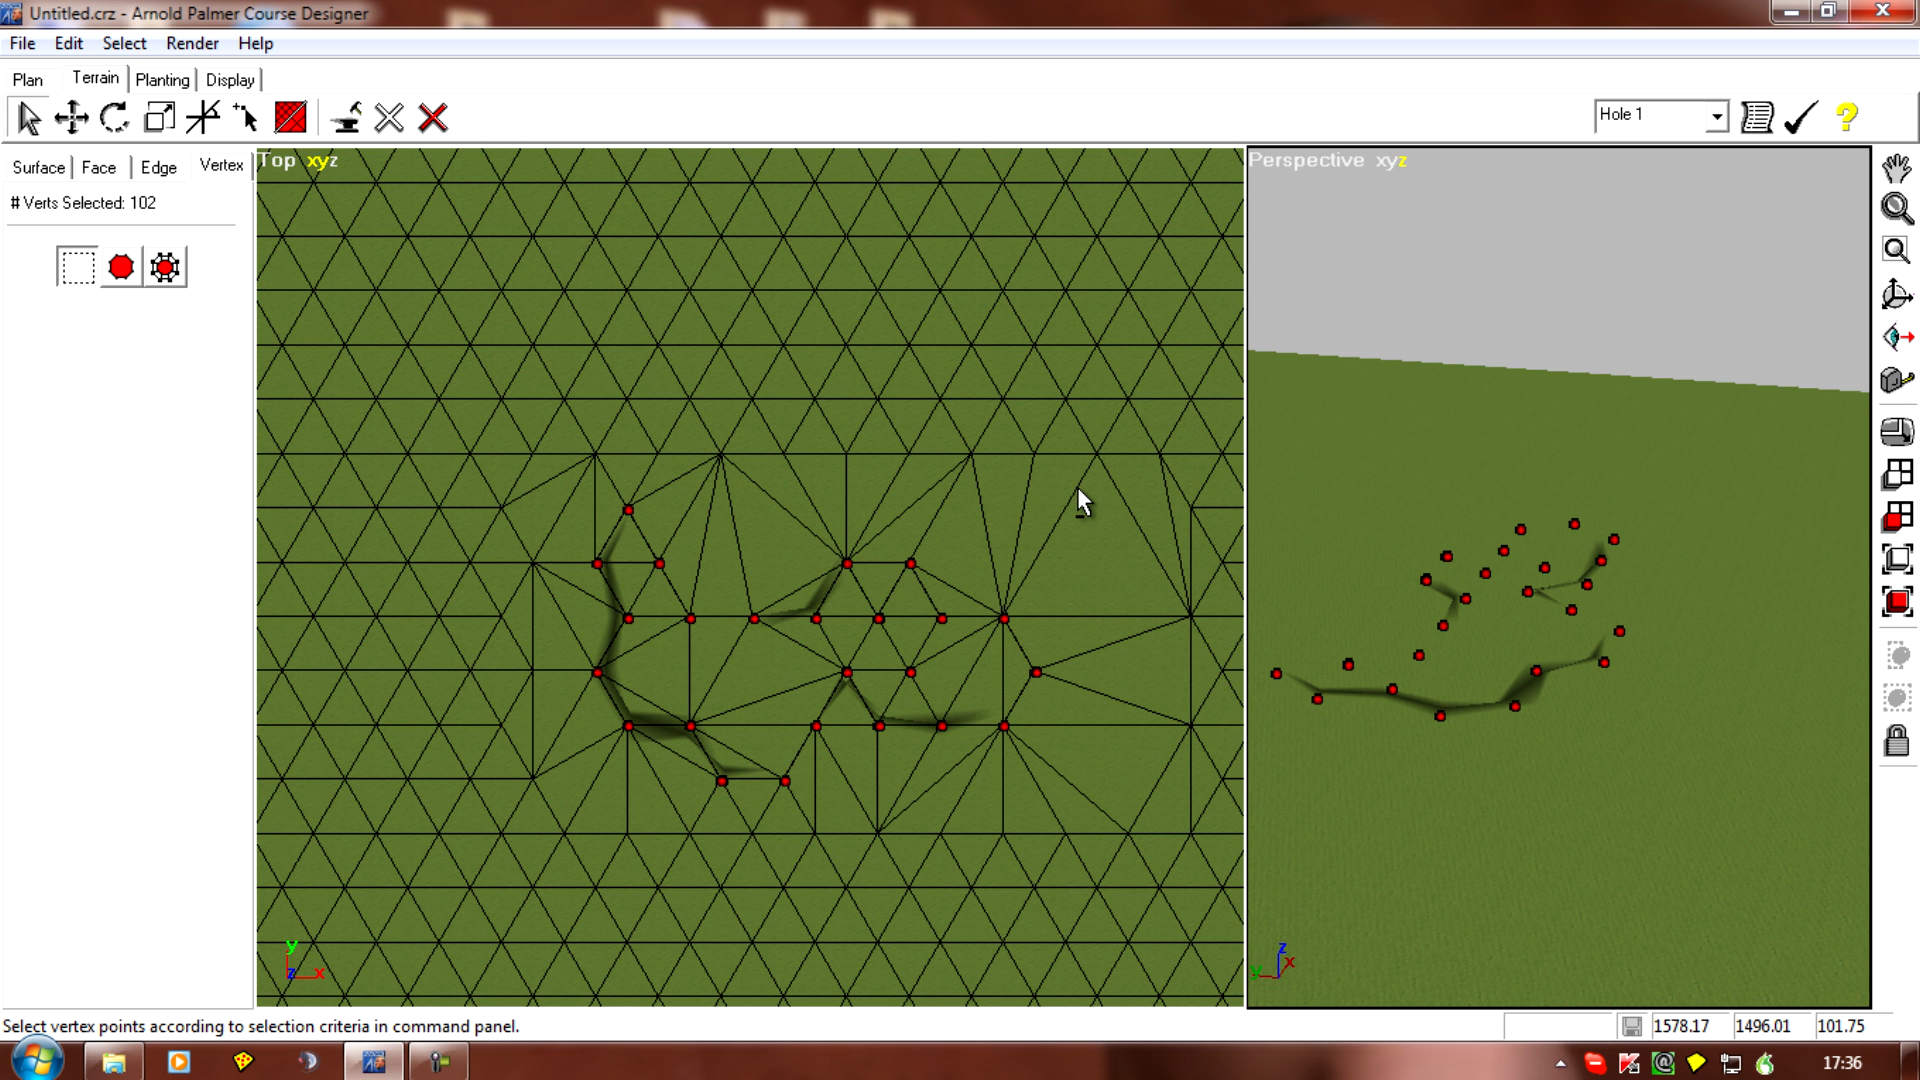 Untitled.crz - Arnold Palmer Course Designer
File Edit Select Render Help
Plan Terrain Planting Display
Hole 1
Surface Face Edge Vertex
# Verts Selected: 102
Top xyz
Perspective xyz
y
z x
z
y x
Select vertex points according to selection criteria in command panel.
1578.17 1496.01 101.75
17:36